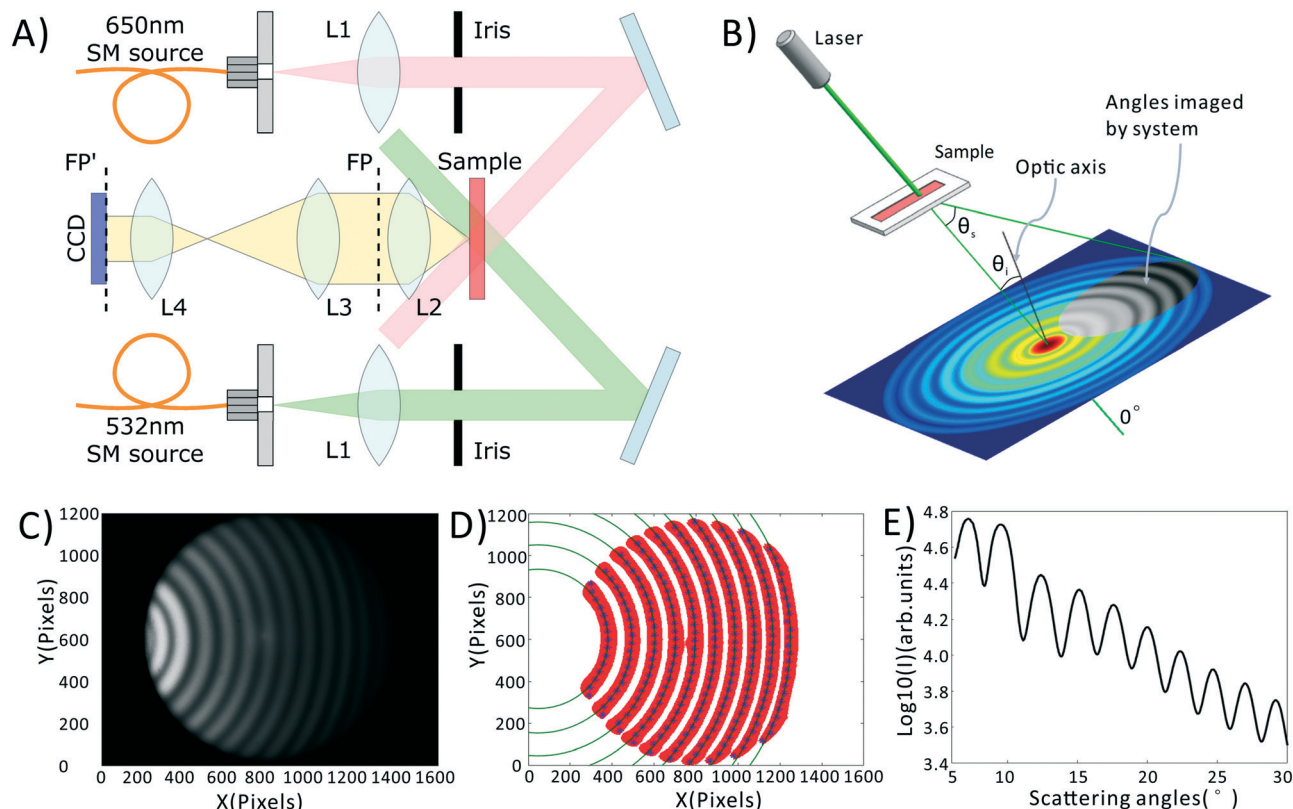 A)
650nm
SM source
L1
Iris
FP'
FP
Sample
CCD
L4
L3
L2
532nm
SM source
L1
Iris
B)
Laser
Angles imaged
by system
Sample
Optic axis
θs
θi
0°
C)
1200
1000
800
600
400
200
0
Y(Pixels)
0 200 400 600 800 1000 1200 1400 1600
X(Pixels)
D)
1200
1000
800
600
400
200
0
Y(Pixels)
0 200 400 600 800 1000 1200 1400 1600
X(Pixels)
E)
4.8
4.6
4.4
4.2
4.0
3.8
3.6
3.4
Log10(I)(arb.units)
5 10 15 20 25 30
Scattering angles(°)